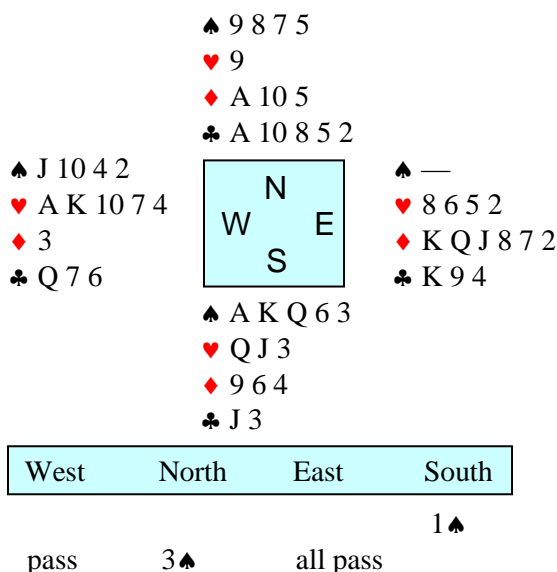 ♠ 9 8 7 5
♥ 9
♦ A 10 5
♣ A 10 8 5 2
♠ J 10 4 2
♥ A K 10 7 4
♦ 3
♣ Q 7 6
N
W E
S
♠ —
♥ 8 6 5 2
♦ K Q J 8 7 2
♣ K 9 4
♠ A K Q 6 3
♥ Q J 3
♦ 9 6 4
♣ J 3
West North East South
1♠
pass 3♠ all pass